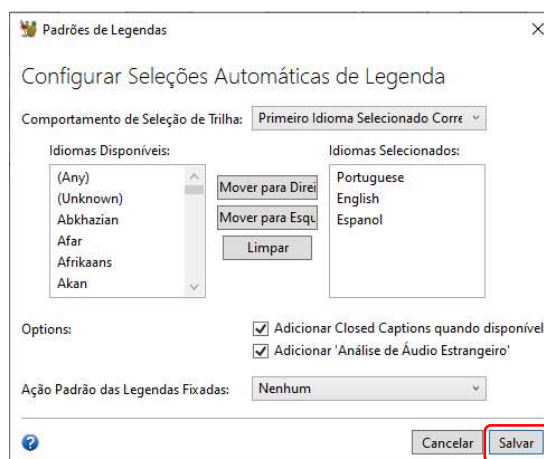 Padrões de Legendas
Configurar Seleções Automáticas de Legenda
Comportamento de Seleção de Trilha: Primeiro Idioma Selecionado Corre
Idiomas Disponíveis:
(Any)
(Unknown)
Abkhazian
Afar
Afrikaans
Akan
Mover para Direi
Mover para Esqu
Limpar
Idiomas Selecionados:
Portuguese
English
Espanol
Options:
Adicionar Closed Captions quando disponível
Adicionar 'Análise de Áudio Estrangeiro'
Ação Padrão das Legendas Fixadas: Nenhum
Cancelar Salvar